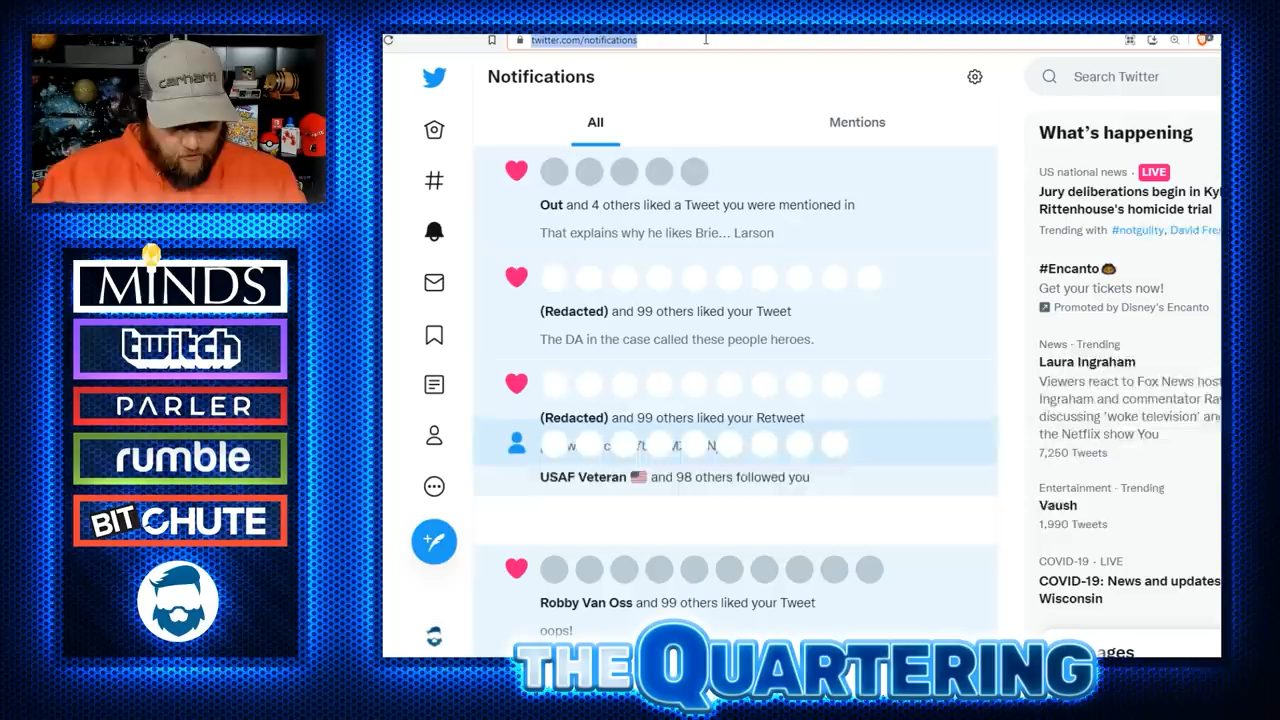 carhartt
MINDS
twitch
PARLER
rumble
BITCHUTE
twitter.com/notifications
Notifications
Search Twitter
All
Mentions
Out and 4 others liked a Tweet you were mentioned in
That explains why he likes Brie... Larson
(Redacted) and 99 others liked your Tweet
The DA in the case called these people heroes.
(Redacted) and 99 others liked your Retweet
USAF Veteran 🇺🇸 and 98 others followed you
Robby Van Oss and 99 others liked your Tweet
oops!
What's happening
US national news · LIVE
Jury deliberations begin in Kyl
Rittenhouse's homicide trial
Trending with #notguilty, David Fre
#Encanto
Get your tickets now!
Promoted by Disney's Encanto
News · Trending
Laura Ingraham
Viewers react to Fox News host
Ingraham and commentator Ra
discussing 'woke television' an
the Netflix show You
7,250 Tweets
Entertainment · Trending
Vaush
1,990 Tweets
COVID-19 · LIVE
COVID-19: News and updates
Wisconsin
ages
THE QUARTERING